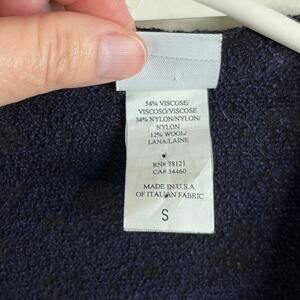 54% VISCOSE/
VISCOSO/VISCOSE
34% NYLON/NYLON/
NYLON
12% WOOL/
LANA/LAINE
RN# 78121
CA# 34460
MADE IN U.S.A.
OF ITALIAN FABRIC
S